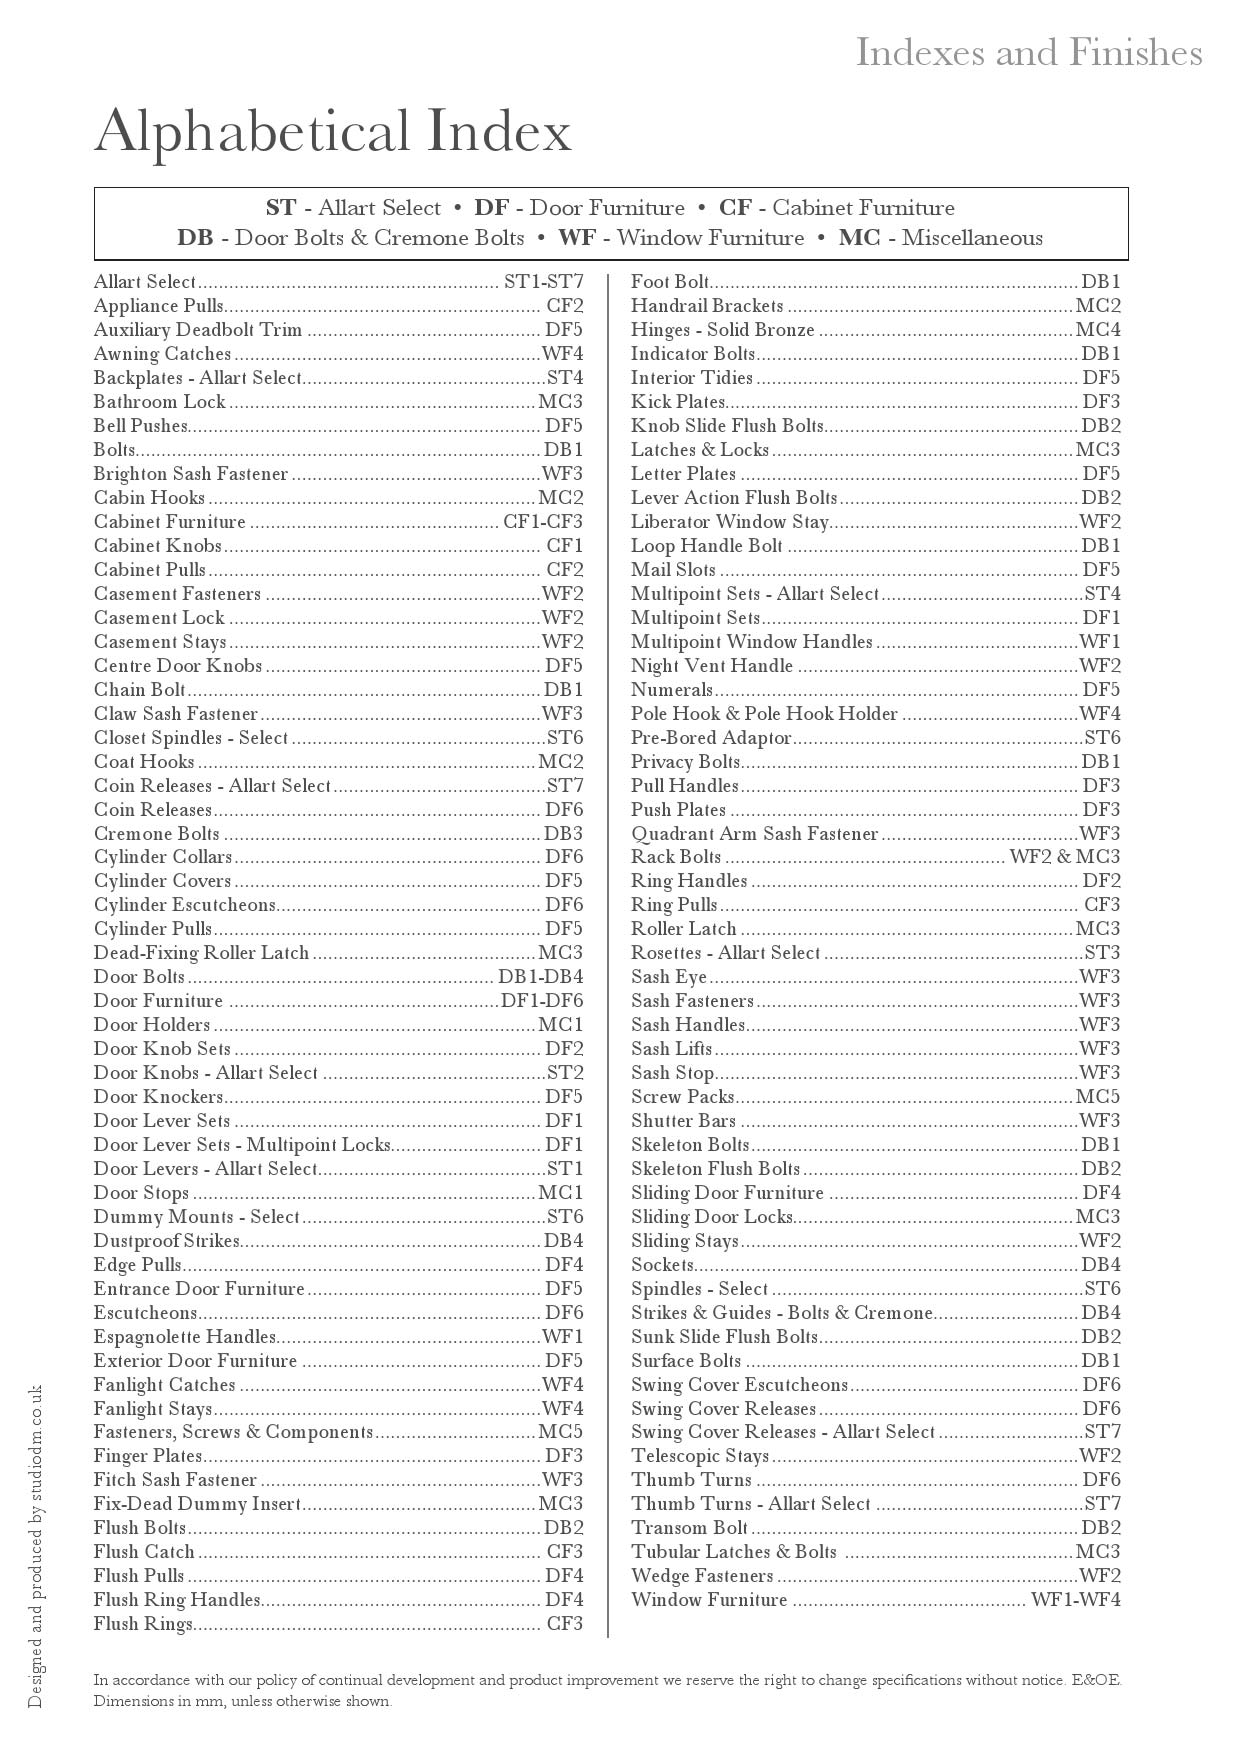 Indexes and Finishes
Alphabetical Index
ST - Allart Select • DF - Door Furniture • CF - Cabinet Furniture
DB - Door Bolts & Cremone Bolts • WF - Window Furniture • MC - Miscellaneous
Allart Select ST1-ST7
Appliance Pulls CF2
Auxiliary Deadbolt Trim DF5
Awning Catches WF4
Backplates - Allart Select ST4
Bathroom Lock MC3
Bell Pushes DF5
Bolts DB1
Brighton Sash Fastener WF3
Cabin Hooks MC2
Cabinet Furniture CF1-CF3
Cabinet Knobs CF1
Cabinet Pulls CF2
Casement Fasteners WF2
Casement Lock WF2
Casement Stays WF2
Centre Door Knobs DF5
Chain Bolt DB1
Claw Sash Fastener WF3
Closet Spindles - Select ST6
Coat Hooks MC2
Coin Releases - Allart Select ST7
Coin Releases DF6
Cremone Bolts DB3
Cylinder Collars DF6
Cylinder Covers DF5
Cylinder Escutcheons DF6
Cylinder Pulls DF5
Dead-Fixing Roller Latch MC3
Door Bolts DB1-DB4
Door Furniture DF1-DF6
Door Holders MC1
Door Knob Sets DF2
Door Knobs - Allart Select ST2
Door Knockers DF5
Door Lever Sets DF1
Door Lever Sets - Multipoint Locks DF1
Door Levers - Allart Select ST1
Door Stops MC1
Dummy Mounts - Select ST6
Dustproof Strikes DB4
Edge Pulls DF4
Entrance Door Furniture DF5
Escutcheons DF6
Espagnolette Handles WF1
Exterior Door Furniture DF5
Fanlight Catches WF4
Fanlight Stays WF4
Fasteners, Screws & Components MC5
Finger Plates DF3
Fitch Sash Fastener WF3
Fix-Dead Dummy Insert MC3
Flush Bolts DB2
Flush Catch CF3
Flush Pulls DF4
Flush Ring Handles DF4
Flush Rings CF3
Foot Bolt DB1
Handrail Brackets MC2
Hinges - Solid Bronze MC4
Indicator Bolts DB1
Interior Tidies DF5
Kick Plates DF3
Knob Slide Flush Bolts DB2
Latches & Locks MC3
Letter Plates DF5
Lever Action Flush Bolts DB2
Liberator Window Stay WF2
Loop Handle Bolt DB1
Mail Slots DF5
Multipoint Sets - Allart Select ST4
Multipoint Sets DF1
Multipoint Window Handles WF1
Night Vent Handle WF2
Numerals DF5
Pole Hook & Pole Hook Holder WF4
Pre-Bored Adaptor ST6
Privacy Bolts DB1
Pull Handles DF3
Push Plates DF3
Quadrant Arm Sash Fastener WF3
Rack Bolts WF2 & MC3
Ring Handles DF2
Ring Pulls CF3
Roller Latch MC3
Rosettes - Allart Select ST3
Sash Eye WF3
Sash Fasteners WF3
Sash Handles WF3
Sash Lifts WF3
Sash Stop WF3
Screw Packs MC5
Shutter Bars WF3
Skeleton Bolts DB1
Skeleton Flush Bolts DB2
Sliding Door Furniture DF4
Sliding Door Locks MC3
Sliding Stays WF2
Sockets DB4
Spindles - Select ST6
Strikes & Guides - Bolts & Cremone DB4
Sunk Slide Flush Bolts DB2
Surface Bolts DB1
Swing Cover Escutcheons DF6
Swing Cover Releases DF6
Swing Cover Releases - Allart Select ST7
Telescopic Stays WF2
Thumb Turns DF6
Thumb Turns - Allart Select ST7
Transom Bolt DB2
Tubular Latches & Bolts MC3
Wedge Fasteners WF2
Window Furniture WF1-WF4
In accordance with our policy of continual development and product improvement we reserve the right to change specifications without notice. E&OE.
Dimensions in mm, unless otherwise shown.
Designed and produced by studiodm.co.uk